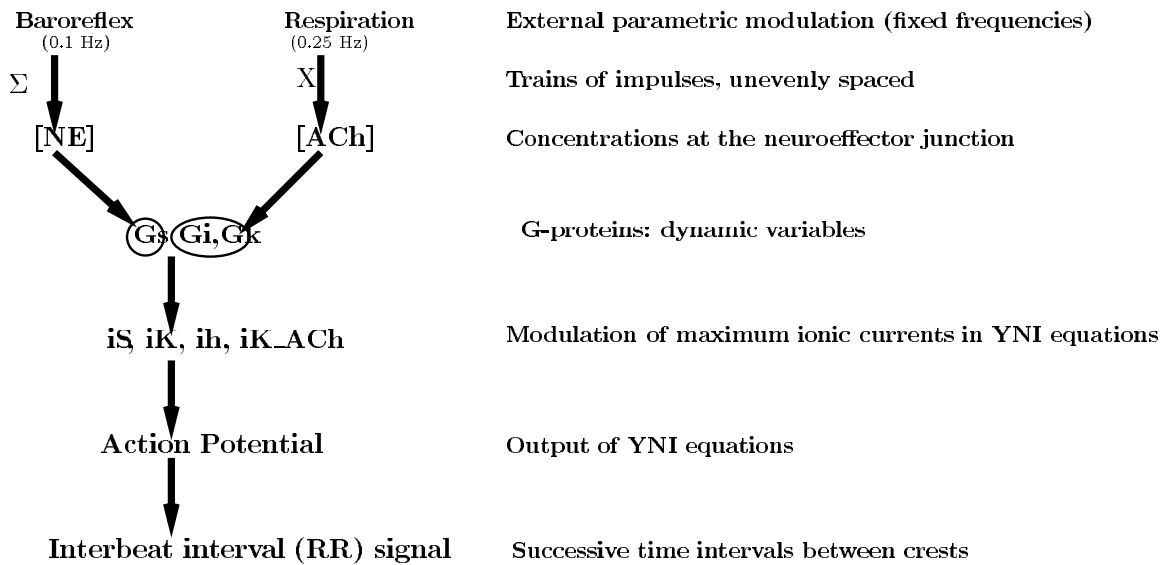 Baroreflex Respiration External parametric modulation (fixed frequencies)
(0.1 Hz) (0.25 Hz)
Σ X Trains of impulses, unevenly spaced
[NE] [ACh] Concentrations at the neuroeffector junction
Gs Gi,Gk G-proteins: dynamic variables
iS, iK, ih, iK_ACh Modulation of maximum ionic currents in YNI equations
Action Potential Output of YNI equations
Interbeat interval (RR) signal Successive time intervals between crests